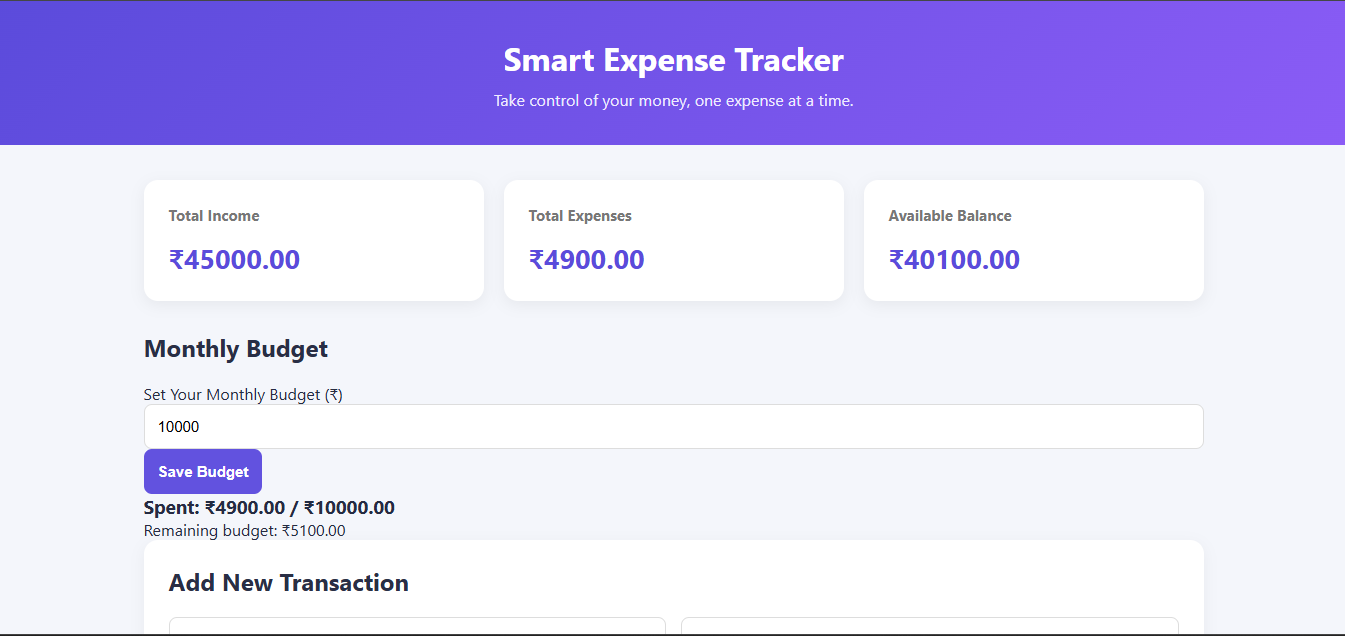 Smart Expense Tracker
Take control of your money, one expense at a time.
Total Income
Total Expenses
Available Balance
₹45000.00
₹4900.00
₹40100.00
Monthly Budget
Set Your Monthly Budget (₹)
10000
Save Budget
Spent: ₹4900.00 / ₹10000.00
Remaining budget: ₹5100.00
Add New Transaction